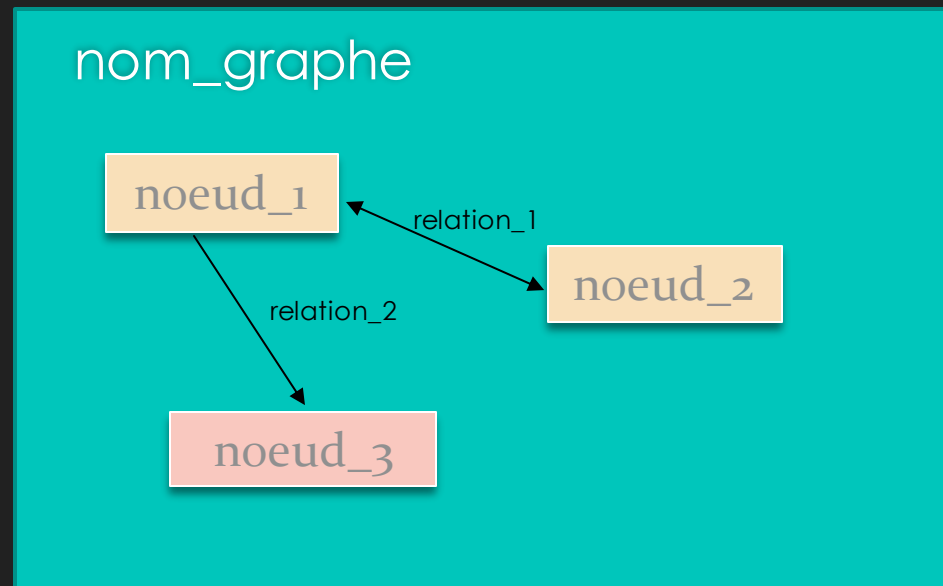 nom_graphe
noeud_1
relation_1
noeud_2
relation_2
noeud_3